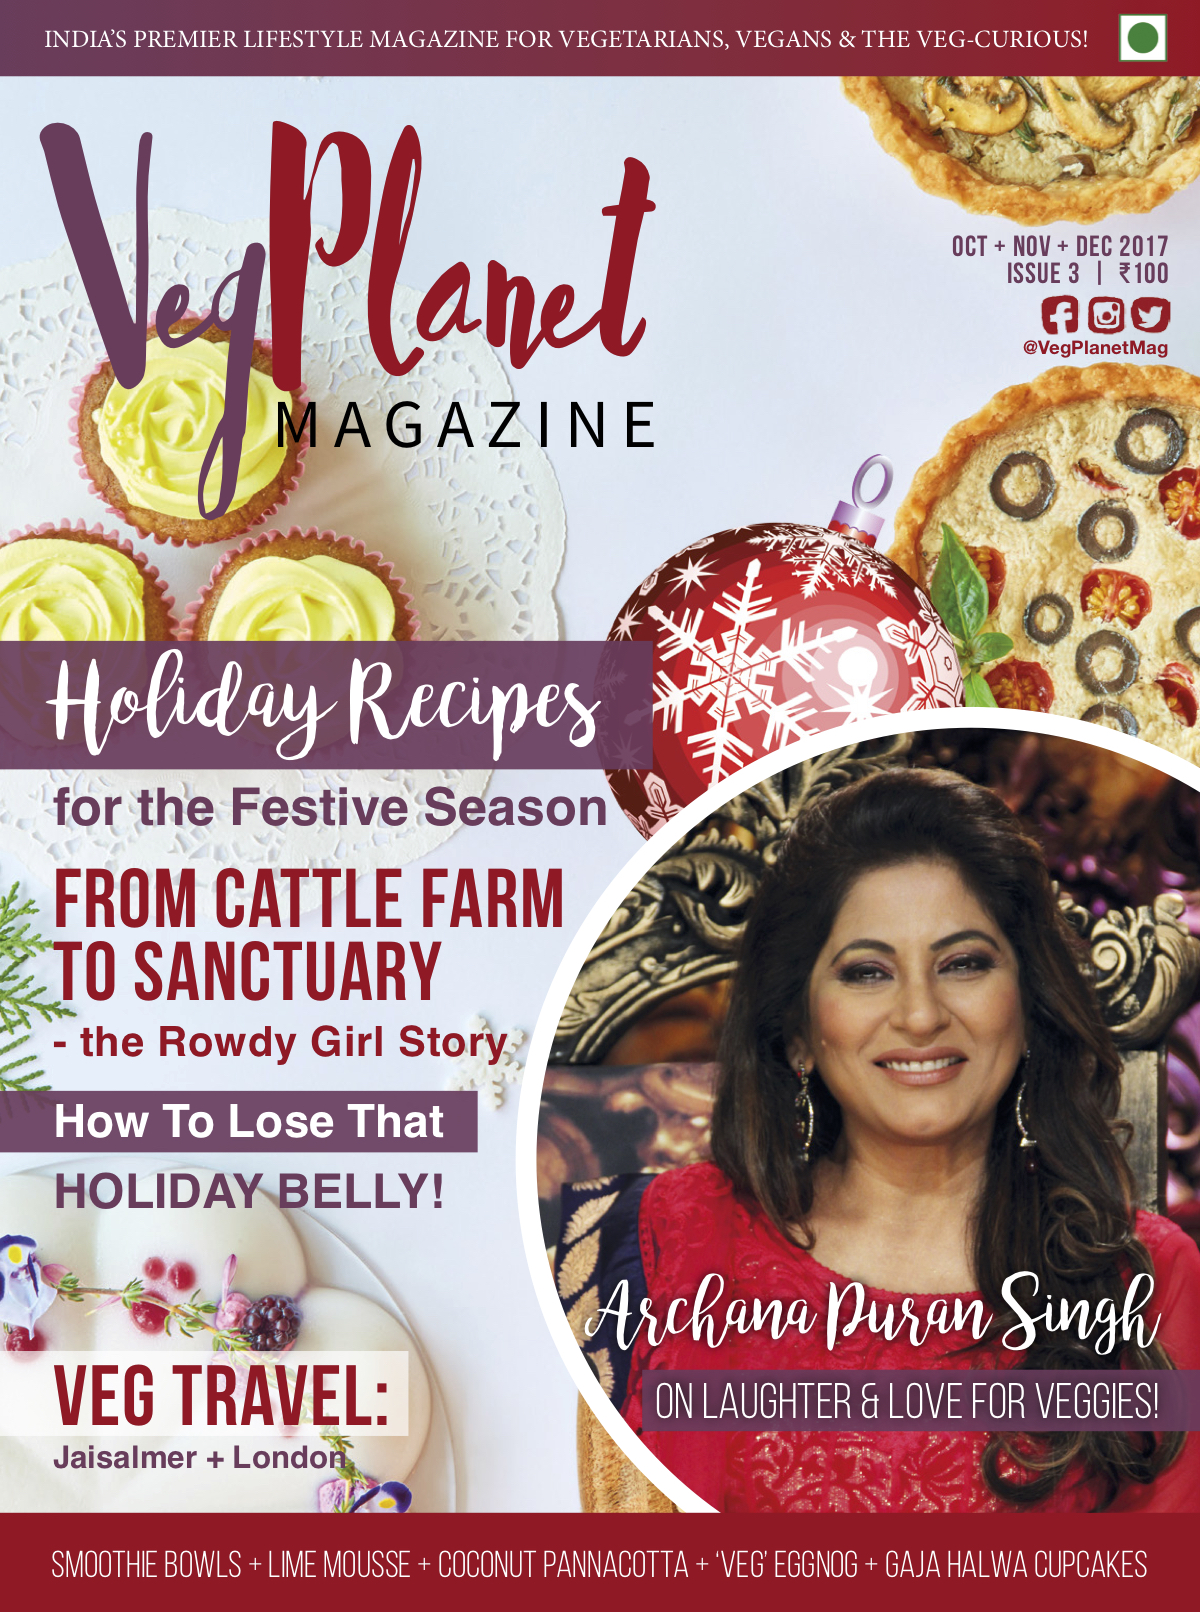 INDIA'S PREMIER LIFESTYLE MAGAZINE FOR VEGETARIANS, VEGANS & THE VEG-CURIOUS!
VegPlanet
MAGAZINE
OCT + NOV + DEC 2017
ISSUE 3 | ₹100
@VegPlanetMag
Holiday Recipes
for the Festive Season
FROM CATTLE FARM
TO SANCTUARY
- the Rowdy Girl Story
How To Lose That
HOLIDAY BELLY!
Archana Puran Singh
ON LAUGHTER & LOVE FOR VEGGIES!
VEG TRAVEL:
Jaisalmer + London
SMOOTHIE BOWLS + LIME MOUSSE + COCONUT PANNACOTTA + 'VEG' EGGNOG + GAJA HALWA CUPCAKES